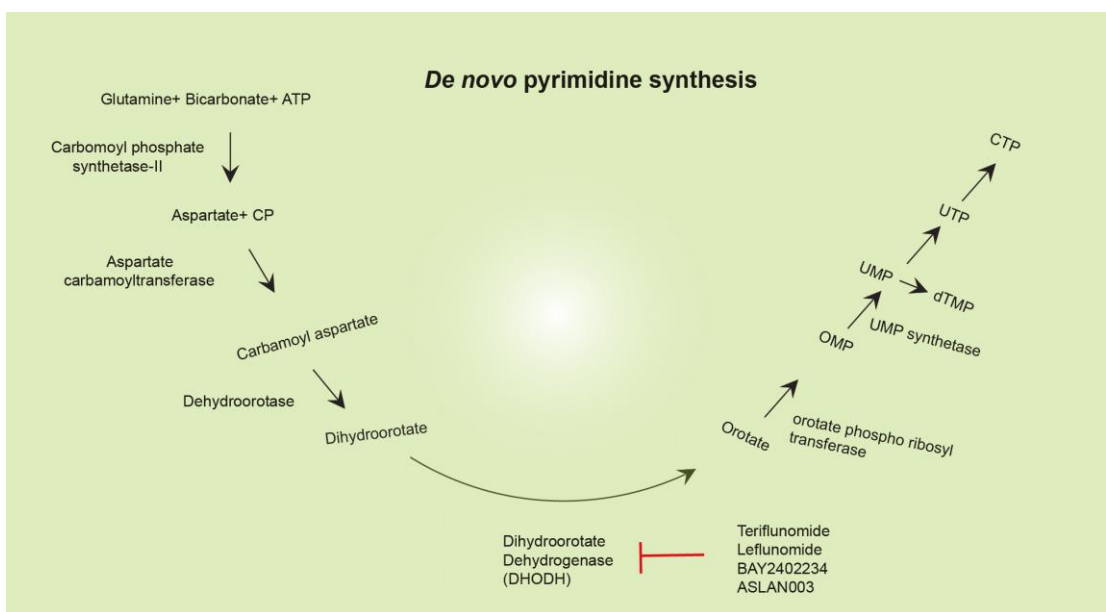 De novo pyrimidine synthesis
Glutamine+ Bicarbonate+ ATP
Carbomoyl phosphate
synthetase-II
Aspartate+ CP
Aspartate
carbamoyltransferase
Carbamoyl aspartate
Dehydroorotase
Dihydroorotate
Dihydroorotate
Dehydrogenase
(DHODH)
Teriflunomide
Leflunomide
BAY2402234
ASLAN003
Orotate
orotate phospho ribosyl
transferase
OMP
UMP synthetase
UMP
dTMP
UTP
CTP